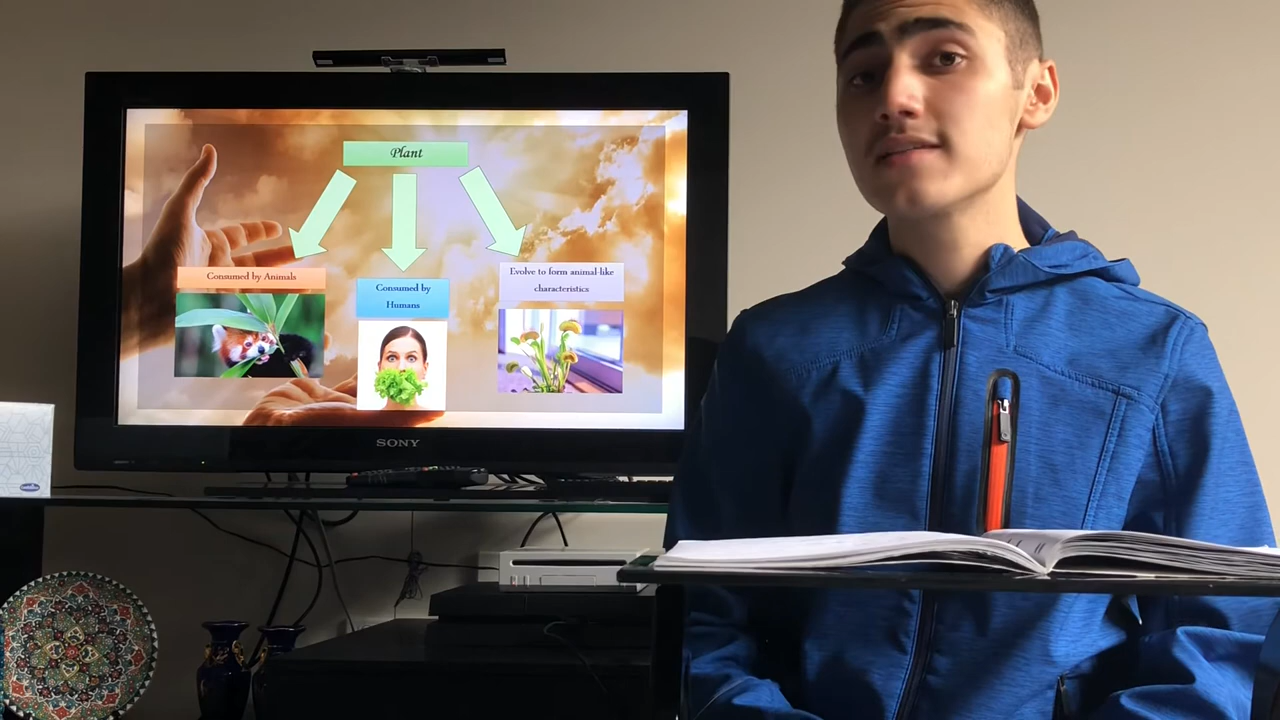 Plant
Consumed by Animals
Consumed by
Humans
Evolve to form animal-like
characteristics
SONY